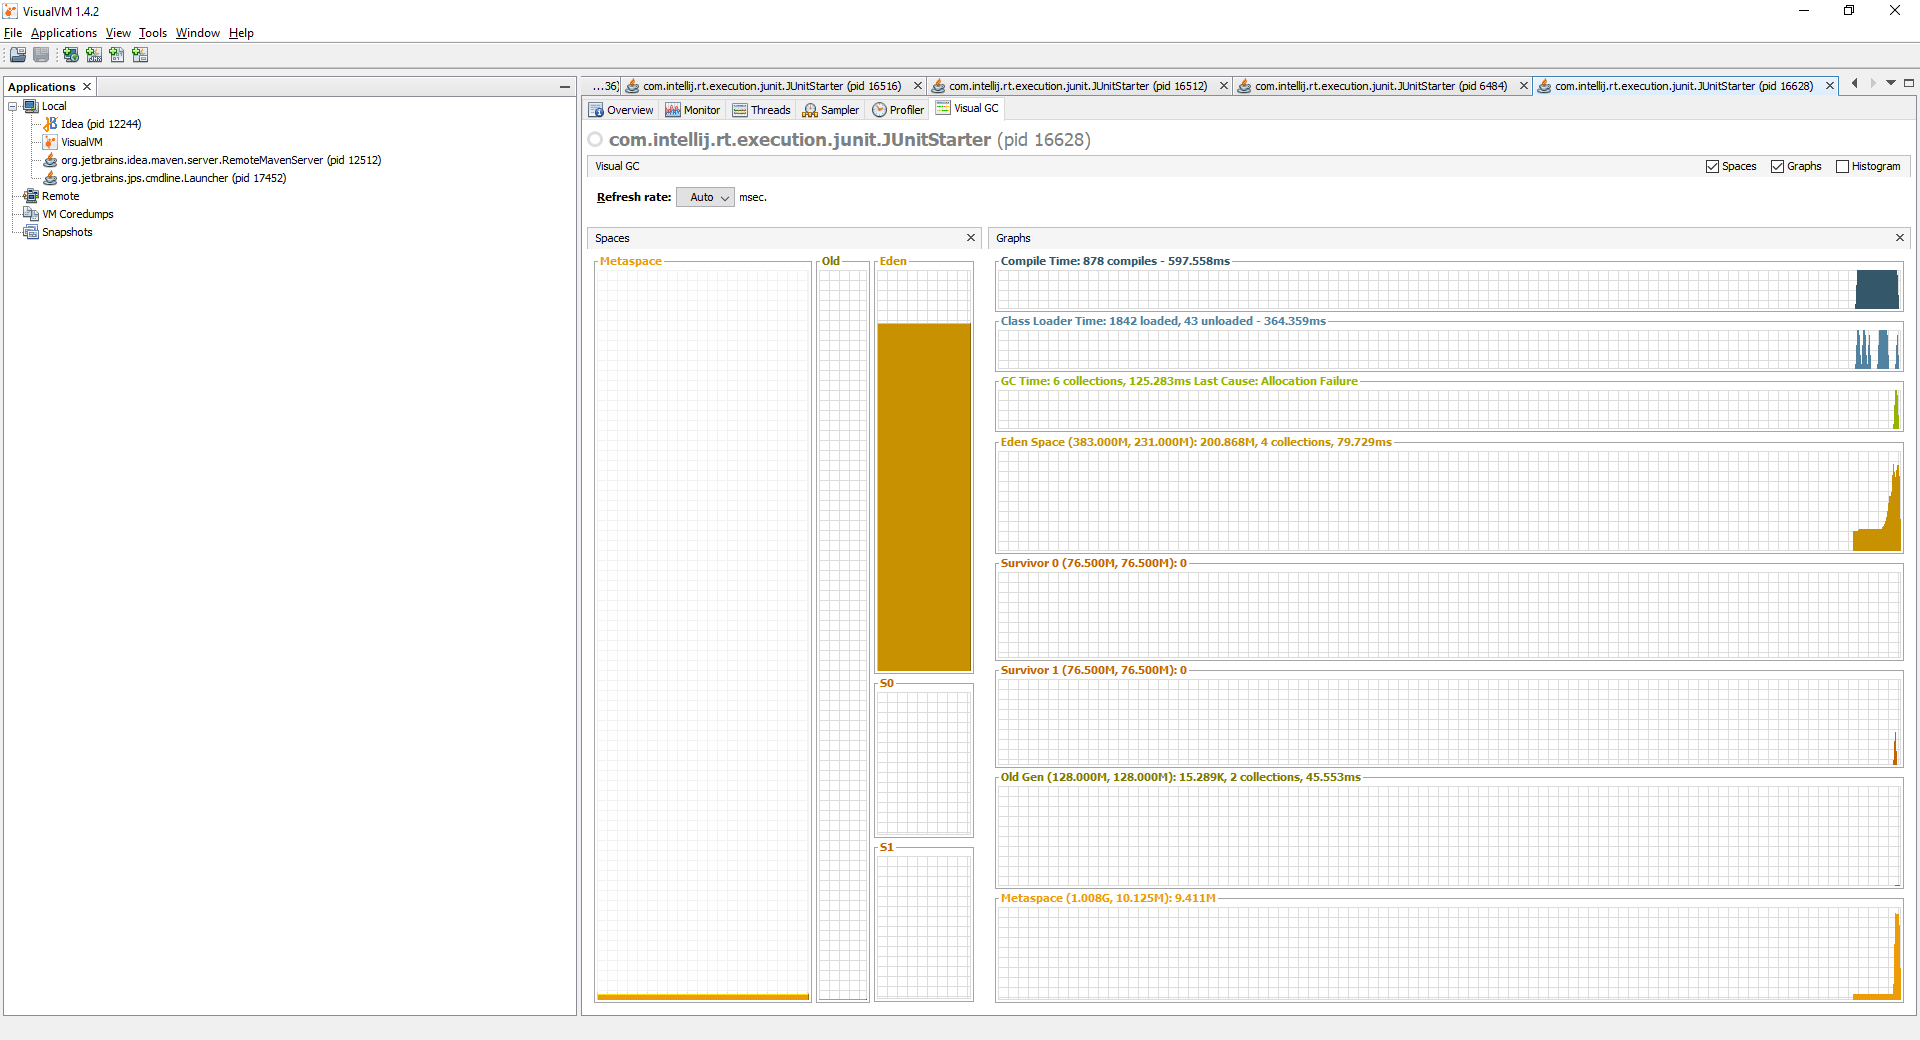 VisualVM 1.4.2
File Applications View Tools Window Help
Applications
Local
Idea (pid 12244)
VisualVM
org.jetbrains.idea.maven.server.RemoteMavenServer (pid 12512)
org.jetbrains.jps.cmdline.Launcher (pid 17452)
Remote
VM Coredumps
Snapshots
...36) com.intellij.rt.execution.junit.JUnitStarter (pid 16516) com.intellij.rt.execution.junit.JUnitStarter (pid 16512) com.intellij.rt.execution.junit.JUnitStarter (pid 6484) com.intellij.rt.execution.junit.JUnitStarter (pid 16628)
Overview Monitor Threads Sampler Profiler Visual GC
com.intellij.rt.execution.junit.JUnitStarter (pid 16628)
Visual GC Spaces Graphs Histogram
Refresh rate: Auto msec.
Spaces
Metaspace Old Eden
S0
S1
Graphs
Compile Time: 878 compiles - 597.558ms
Class Loader Time: 1842 loaded, 43 unloaded - 364.359ms
GC Time: 6 collections, 125.283ms Last Cause: Allocation Failure
Eden Space (383.000M, 231.000M): 200.868M, 4 collections, 79.729ms
Survivor 0 (76.500M, 76.500M): 0
Survivor 1 (76.500M, 76.500M): 0
Old Gen (128.000M, 128.000M): 15.289K, 2 collections, 45.553ms
Metaspace (1.008G, 10.125M): 9.411M